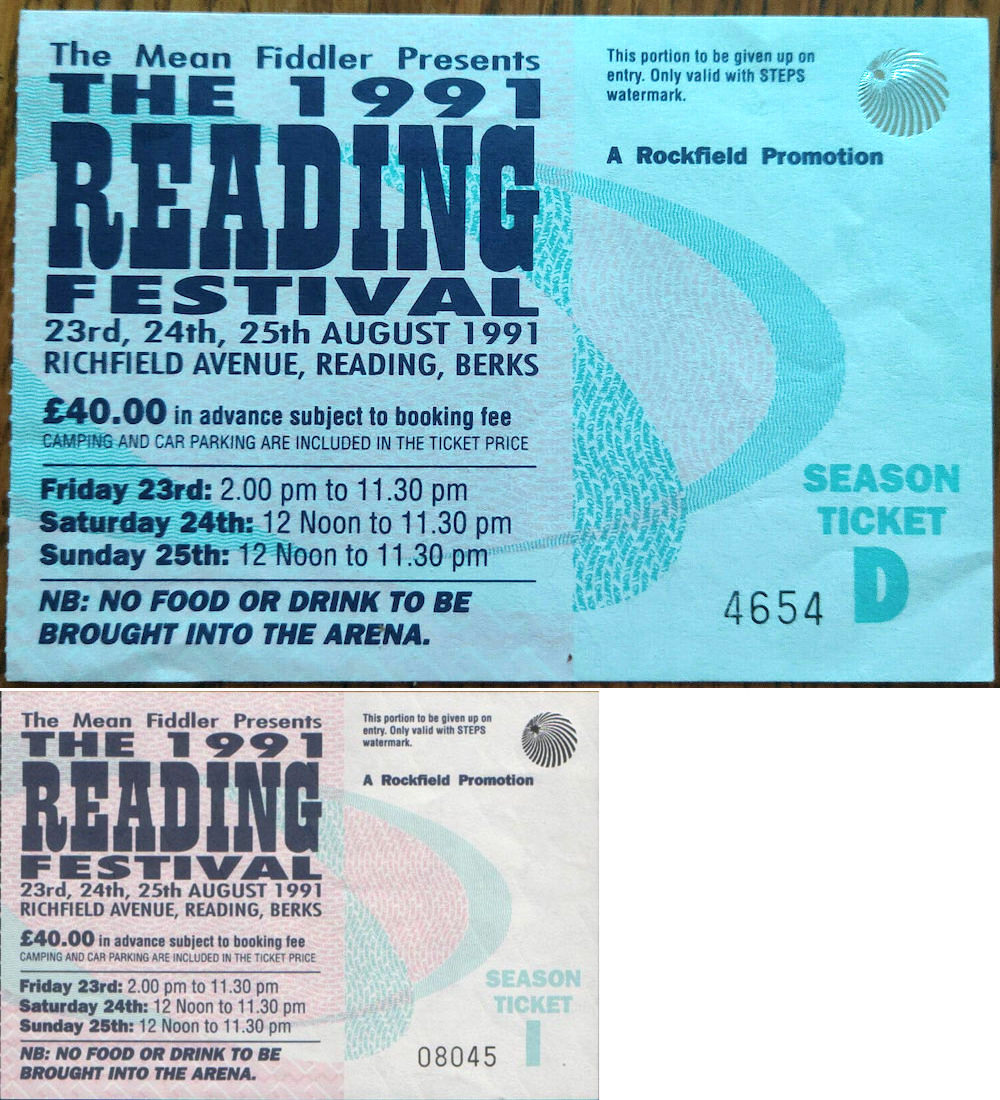 The Mean Fiddler Presents
THE 1991
READING
FESTIVAL
23rd, 24th, 25th AUGUST 1991
RICHFIELD AVENUE, READING, BERKS
£40.00 in advance subject to booking fee
CAMPING AND CAR PARKING ARE INCLUDED IN THE TICKET PRICE
Friday 23rd: 2.00 pm to 11.30 pm
Saturday 24th: 12 Noon to 11.30 pm
Sunday 25th: 12 Noon to 11.30 pm
NB: NO FOOD OR DRINK TO BE
BROUGHT INTO THE ARENA.
This portion to be given up on
entry. Only valid with STEPS
watermark.
A Rockfield Promotion
SEASON
TICKET
D
4654
The Mean Fiddler Presents
THE 1991
READING
FESTIVAL
23rd, 24th, 25th AUGUST 1991
RICHFIELD AVENUE, READING, BERKS
£40.00 in advance subject to booking fee
CAMPING AND CAR PARKING ARE INCLUDED IN THE TICKET PRICE
Friday 23rd: 2.00 pm to 11.30 pm
Saturday 24th: 12 Noon to 11.30 pm
Sunday 25th: 12 Noon to 11.30 pm
NB: NO FOOD OR DRINK TO BE
BROUGHT INTO THE ARENA.
This portion to be given up on
entry. Only valid with STEPS
watermark.
A Rockfield Promotion
SEASON
TICKET
I
08045